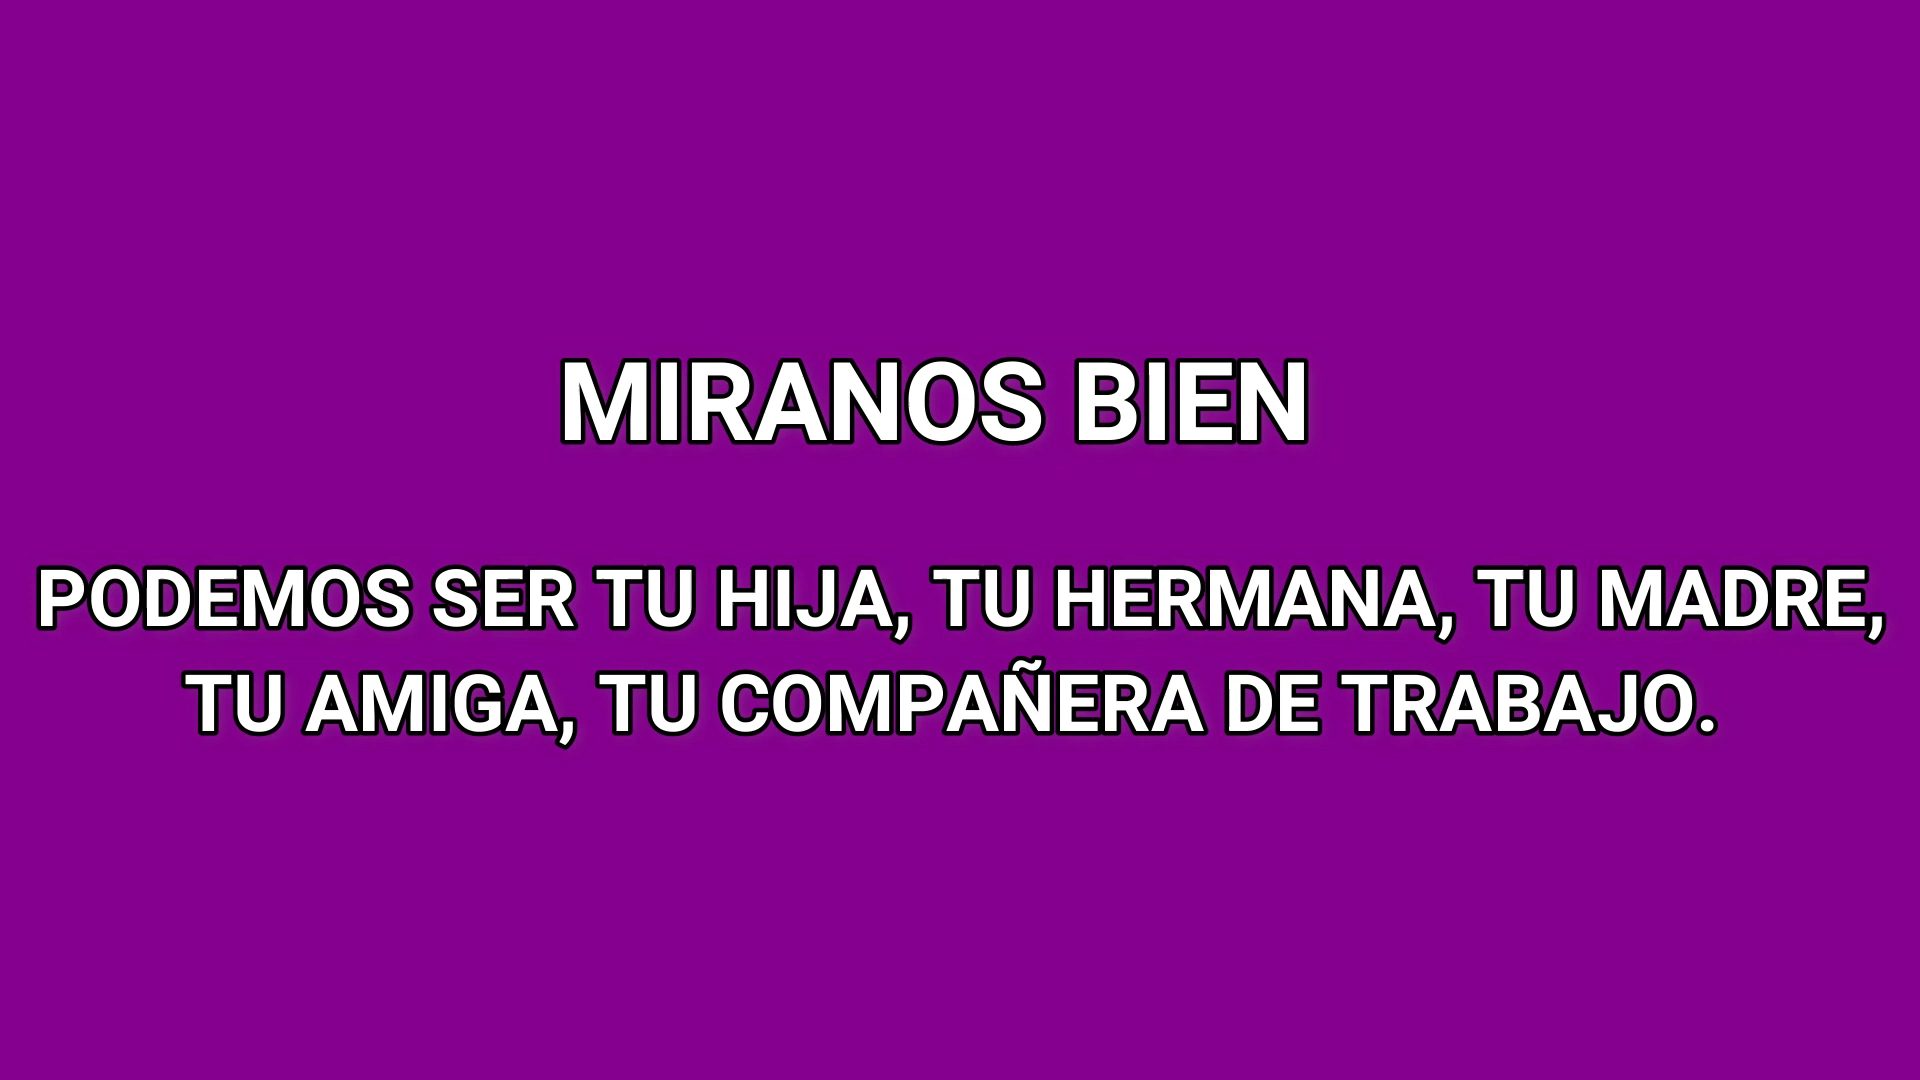 MIRANOS BIEN
PODEMOS SER TU HIJA, TU HERMANA, TU MADRE,
TU AMIGA, TU COMPAÑERA DE TRABAJO.